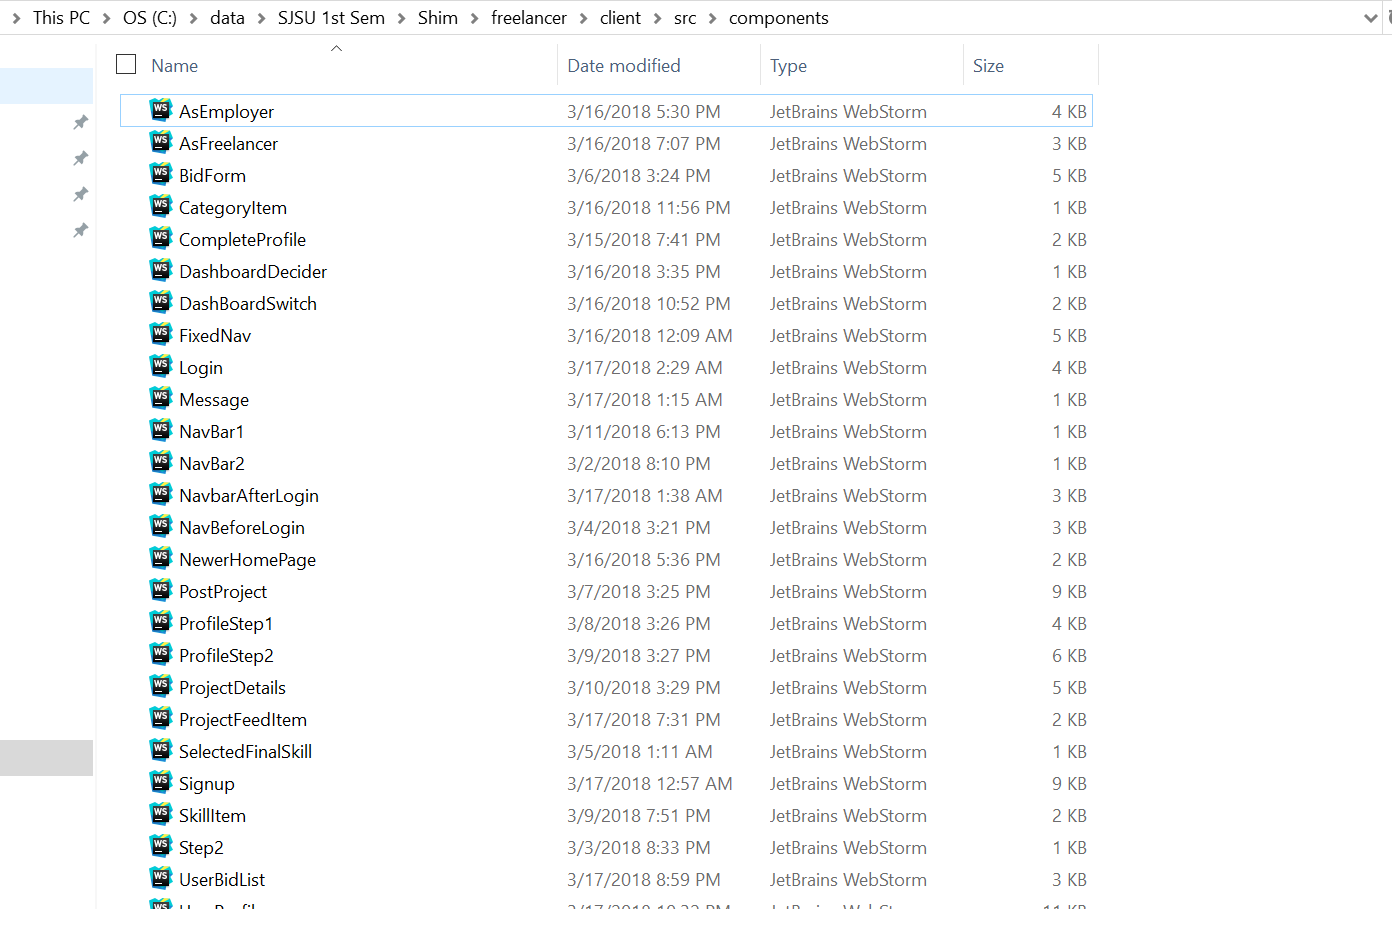 This PC > OS (C:) > data > SJSU 1st Sem > Shim > freelancer > client > src > components
Name Date modified Type Size
AsEmployer 3/16/2018 5:30 PM JetBrains WebStorm 4 KB
AsFreelancer 3/16/2018 7:07 PM JetBrains WebStorm 3 KB
BidForm 3/6/2018 3:24 PM JetBrains WebStorm 5 KB
CategoryItem 3/16/2018 11:56 PM JetBrains WebStorm 1 KB
CompleteProfile 3/15/2018 7:41 PM JetBrains WebStorm 2 KB
DashboardDecider 3/16/2018 3:35 PM JetBrains WebStorm 1 KB
DashBoardSwitch 3/16/2018 10:52 PM JetBrains WebStorm 2 KB
FixedNav 3/16/2018 12:09 AM JetBrains WebStorm 5 KB
Login 3/17/2018 2:29 AM JetBrains WebStorm 4 KB
Message 3/17/2018 1:15 AM JetBrains WebStorm 1 KB
NavBar1 3/11/2018 6:13 PM JetBrains WebStorm 1 KB
NavBar2 3/2/2018 8:10 PM JetBrains WebStorm 1 KB
NavbarAfterLogin 3/17/2018 1:38 AM JetBrains WebStorm 3 KB
NavBeforeLogin 3/4/2018 3:21 PM JetBrains WebStorm 3 KB
NewerHomePage 3/16/2018 5:36 PM JetBrains WebStorm 2 KB
PostProject 3/7/2018 3:25 PM JetBrains WebStorm 9 KB
ProfileStep1 3/8/2018 3:26 PM JetBrains WebStorm 4 KB
ProfileStep2 3/9/2018 3:27 PM JetBrains WebStorm 6 KB
ProjectDetails 3/10/2018 3:29 PM JetBrains WebStorm 5 KB
ProjectFeedItem 3/17/2018 7:31 PM JetBrains WebStorm 2 KB
SelectedFinalSkill 3/5/2018 1:11 AM JetBrains WebStorm 1 KB
Signup 3/17/2018 12:57 AM JetBrains WebStorm 9 KB
SkillItem 3/9/2018 7:51 PM JetBrains WebStorm 2 KB
Step2 3/3/2018 8:33 PM JetBrains WebStorm 1 KB
UserBidList 3/17/2018 8:59 PM JetBrains WebStorm 3 KB